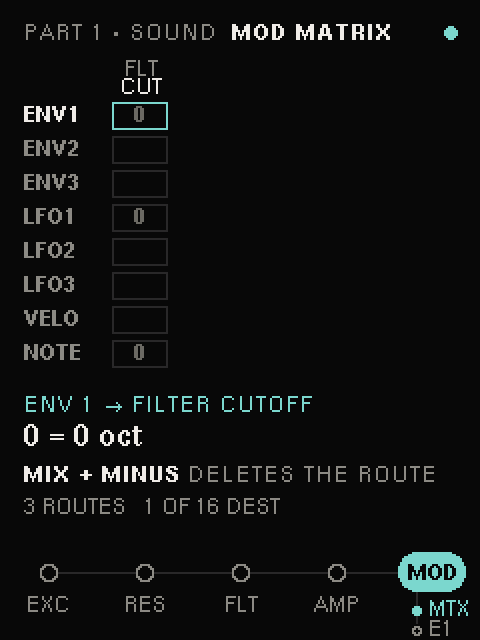 PART 1 · SOUND MOD MATRIX
FLT
CUT
ENV1 0
ENV2
ENV3
LFO1 0
LFO2
LFO3
VELO
NOTE 0
ENV 1 → FILTER CUTOFF
0 = 0 oct
MIX + MINUS DELETES THE ROUTE
3 ROUTES 1 OF 16 DEST
MOD
EXC RES FLT AMP
MTX
E1